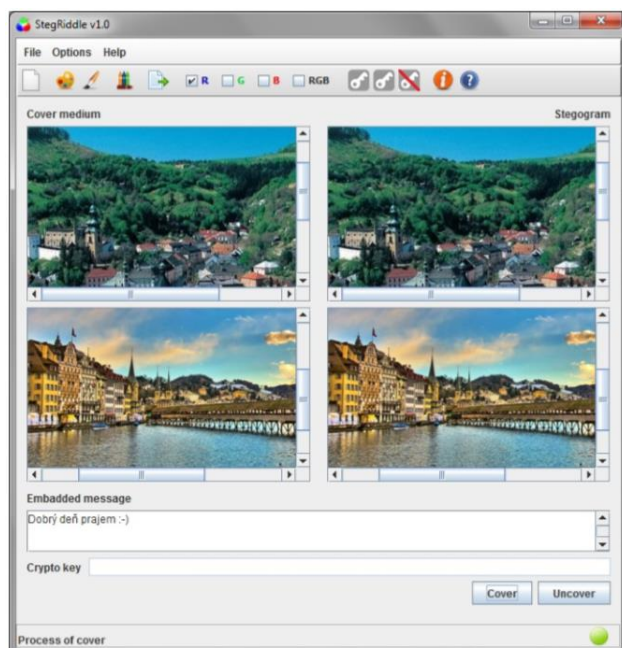 StegRiddle v1.0
File Options Help
R G B RGB
Cover medium Stegogram
Embadded message
Dobrý deň prajem :-)
Crypto key
Cover Uncover
Process of cover